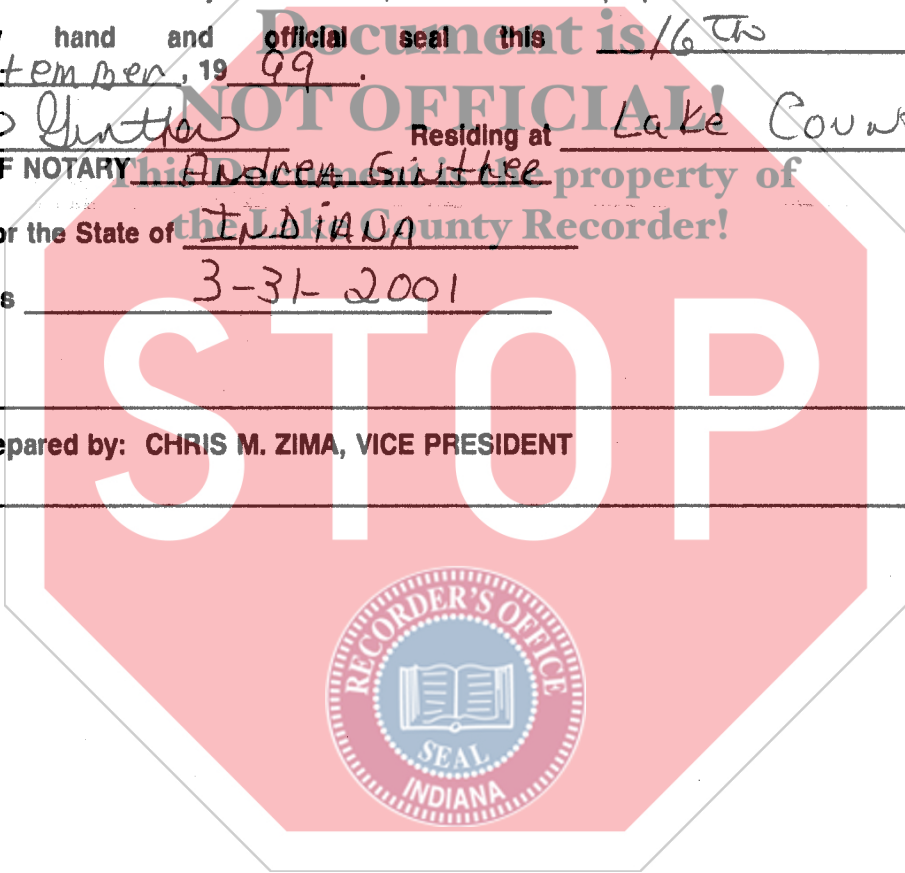 Document is
hand and official seal this 16th
tember, 19 99.
NOT OFFICIAL!
Ginther Residing at Lake Coun
F NOTARY Andrea Ginther
This Document is the property of
or the State of INDIANA
the Lake County Recorder!
s 3-31-2001
STOP
epared by: CHRIS M. ZIMA, VICE PRESIDENT
RECORDER'S OFFICE
SEAL
INDIANA